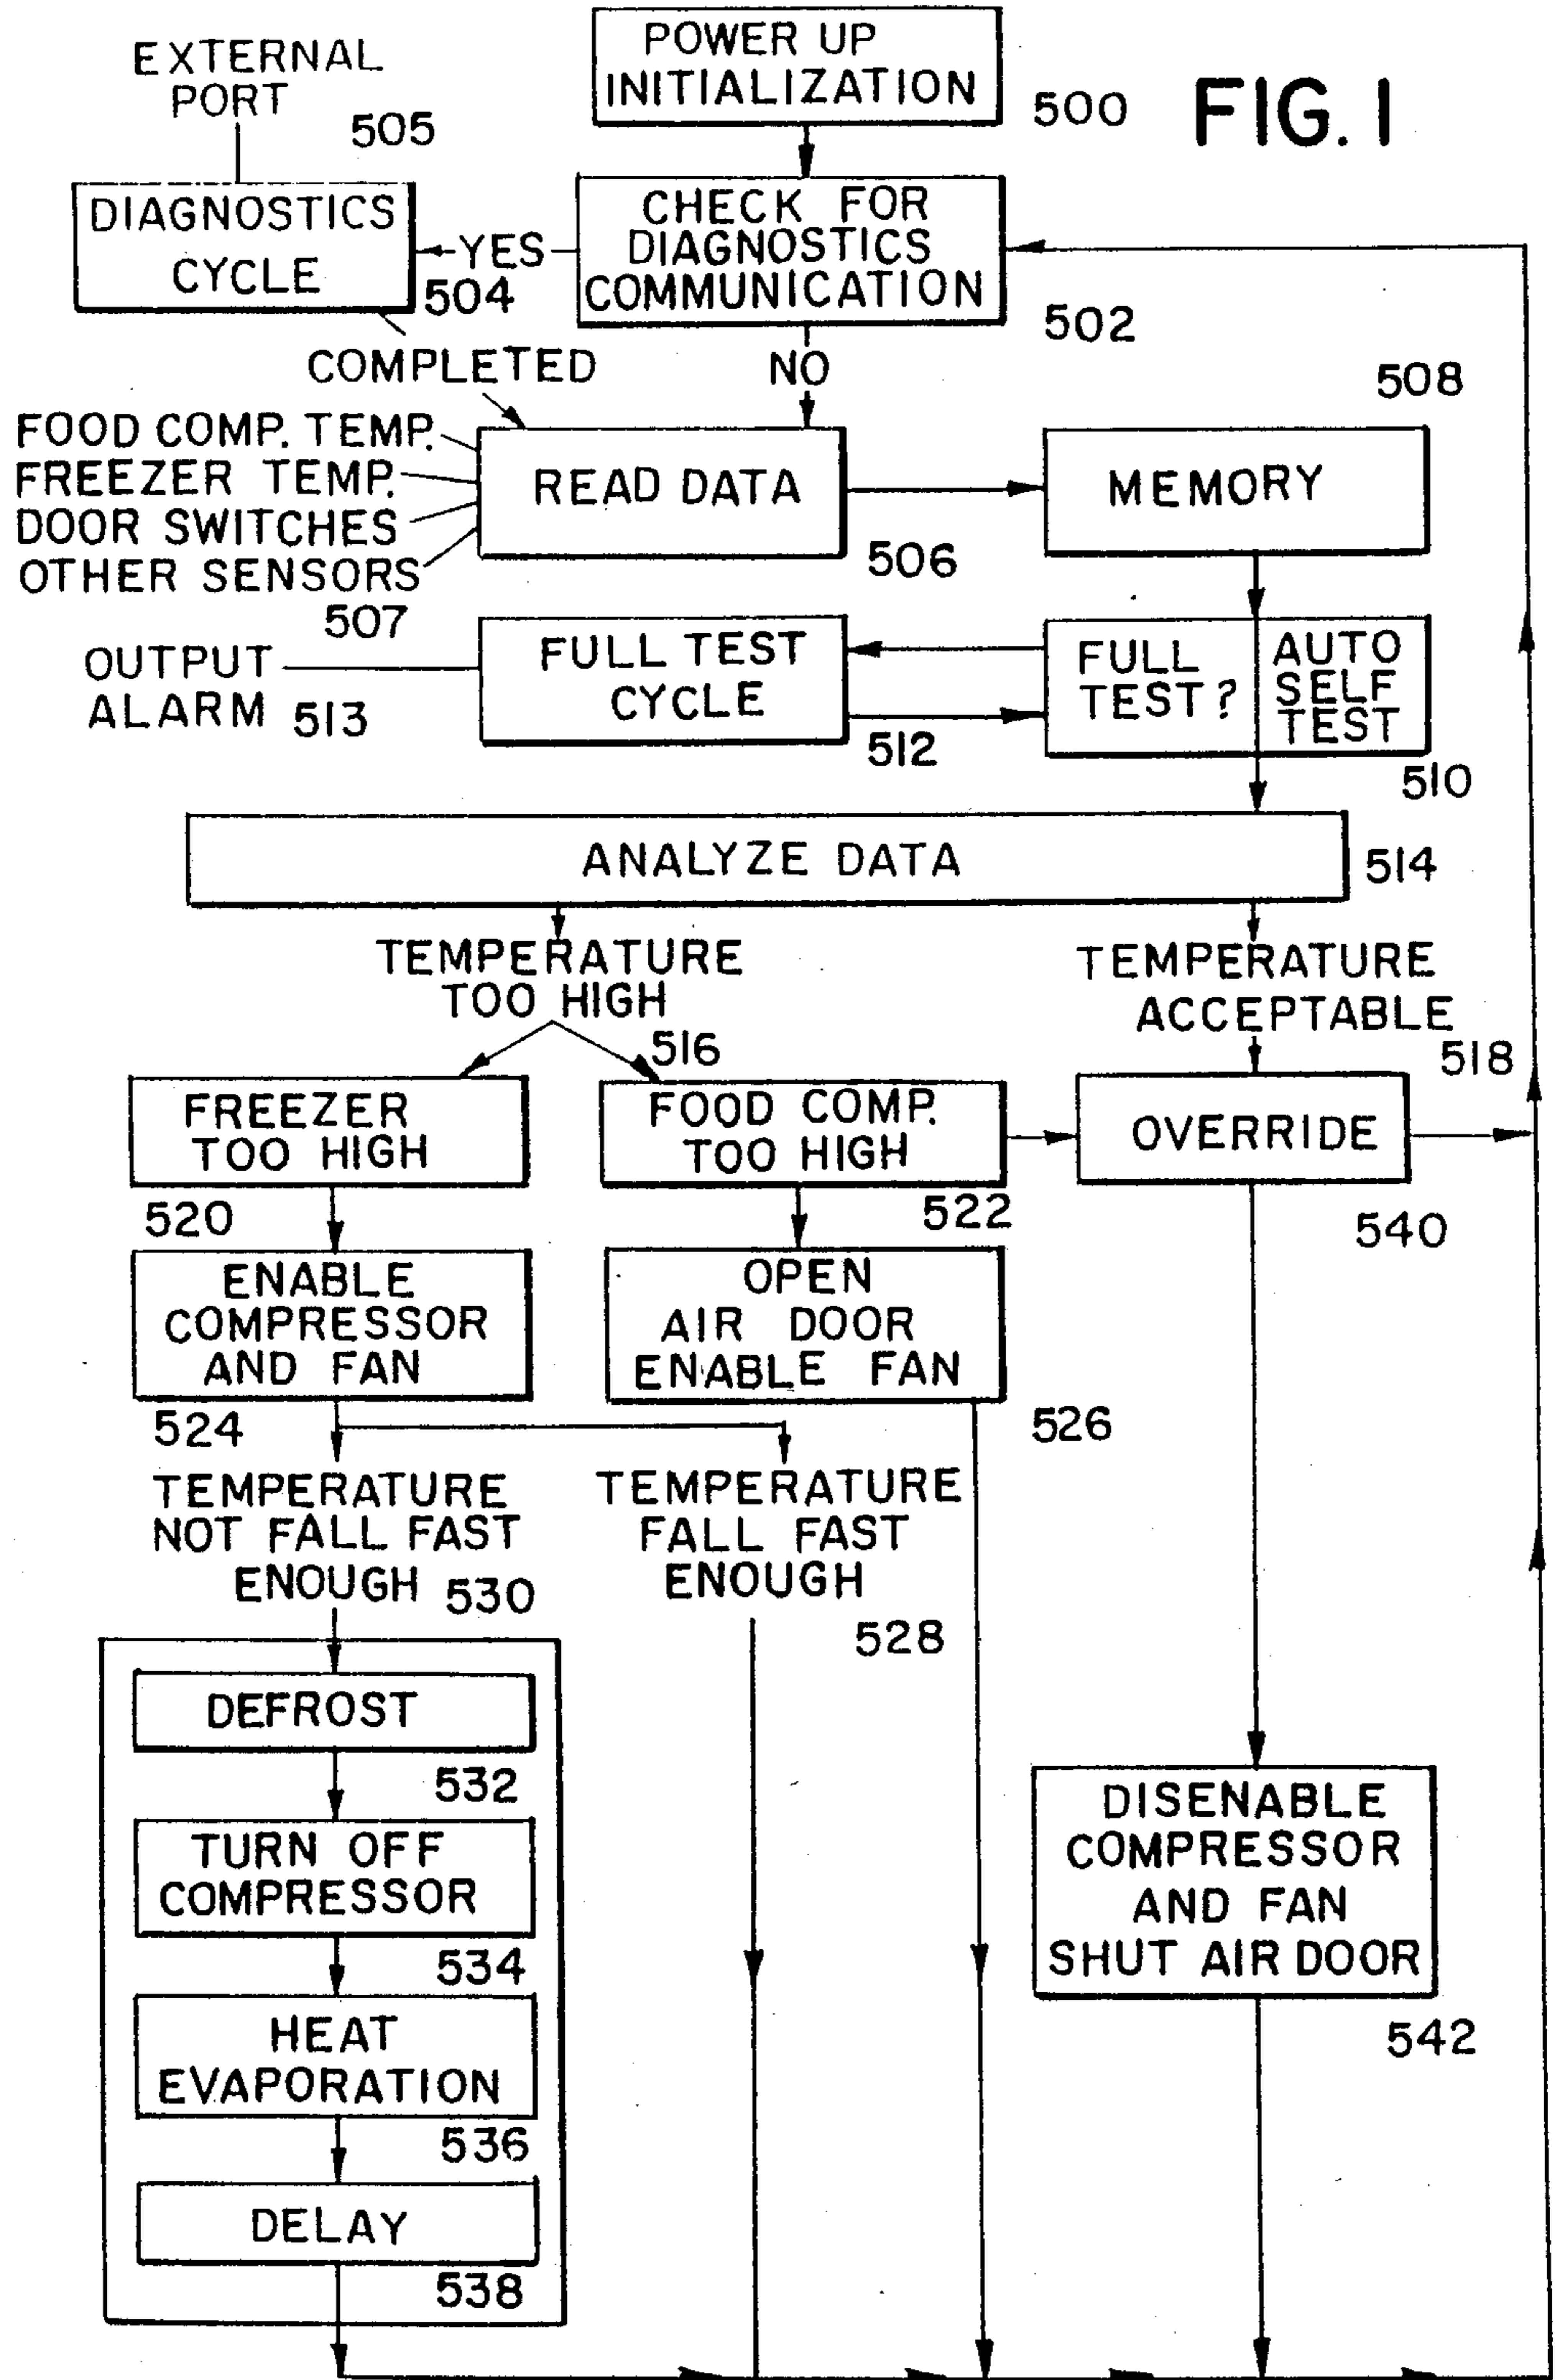 POWER UP
INITIALIZATION
500
FIG. 1
EXTERNAL
PORT
505
DIAGNOSTICS
CYCLE
504
YES
CHECK FOR
DIAGNOSTICS
COMMUNICATION
502
COMPLETED
NO
508
FOOD COMP. TEMP.
FREEZER TEMP.
DOOR SWITCHES
OTHER SENSORS
507
READ DATA
506
MEMORY
OUTPUT
ALARM
513
FULL TEST
CYCLE
512
FULL
TEST?
AUTO
SELF
TEST
510
ANALYZE DATA
514
TEMPERATURE
TOO HIGH
516
TEMPERATURE
ACCEPTABLE
518
FREEZER
TOO HIGH
520
FOOD COMP.
TOO HIGH
522
OVERRIDE
540
ENABLE
COMPRESSOR
AND FAN
524
OPEN
AIR DOOR
ENABLE FAN
526
TEMPERATURE
NOT FALL FAST
ENOUGH
530
TEMPERATURE
FALL FAST
ENOUGH
528
DEFROST
532
TURN OFF
COMPRESSOR
534
HEAT
EVAPORATION
536
DELAY
538
DISENABLE
COMPRESSOR
AND FAN
SHUT AIR DOOR
542